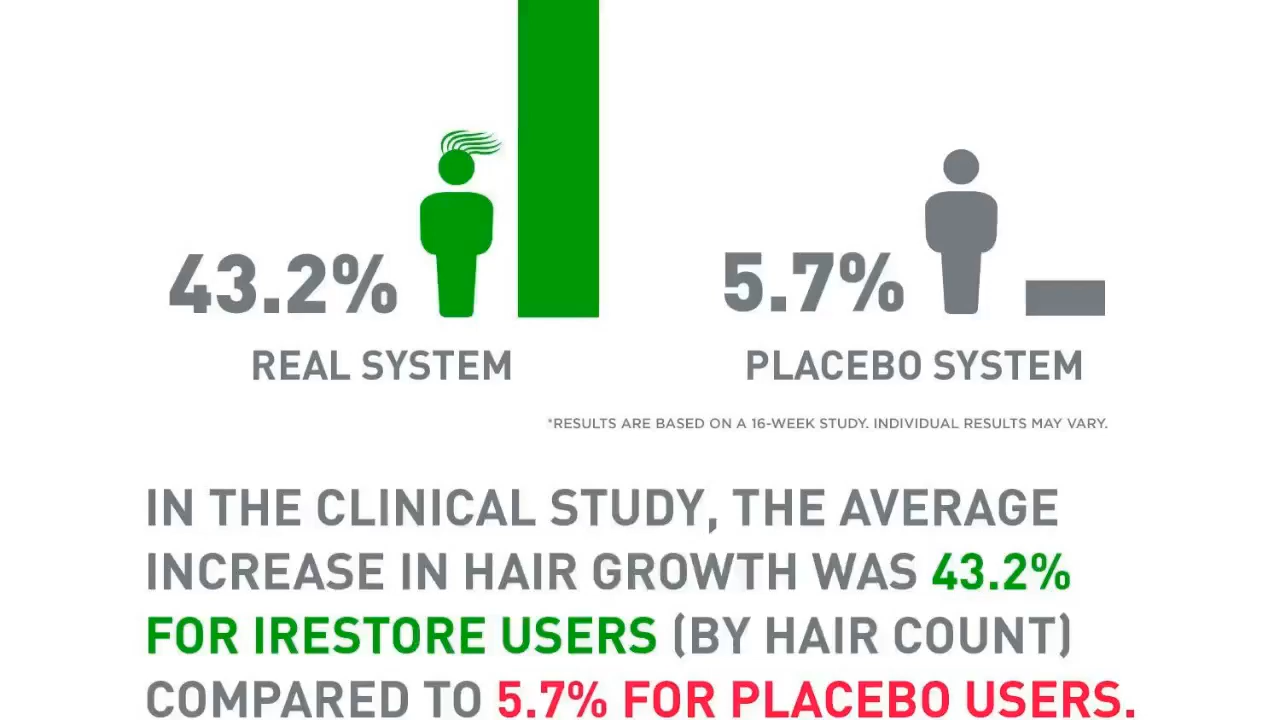 43.2%
5.7%
REAL SYSTEM
PLACEBO SYSTEM
*RESULTS ARE BASED ON A 16-WEEK STUDY. INDIVIDUAL RESULTS MAY VARY.
IN THE CLINICAL STUDY, THE AVERAGE
INCREASE IN HAIR GROWTH WAS 43.2%
FOR IRESTORE USERS (BY HAIR COUNT)
COMPARED TO 5.7% FOR PLACEBO USERS.